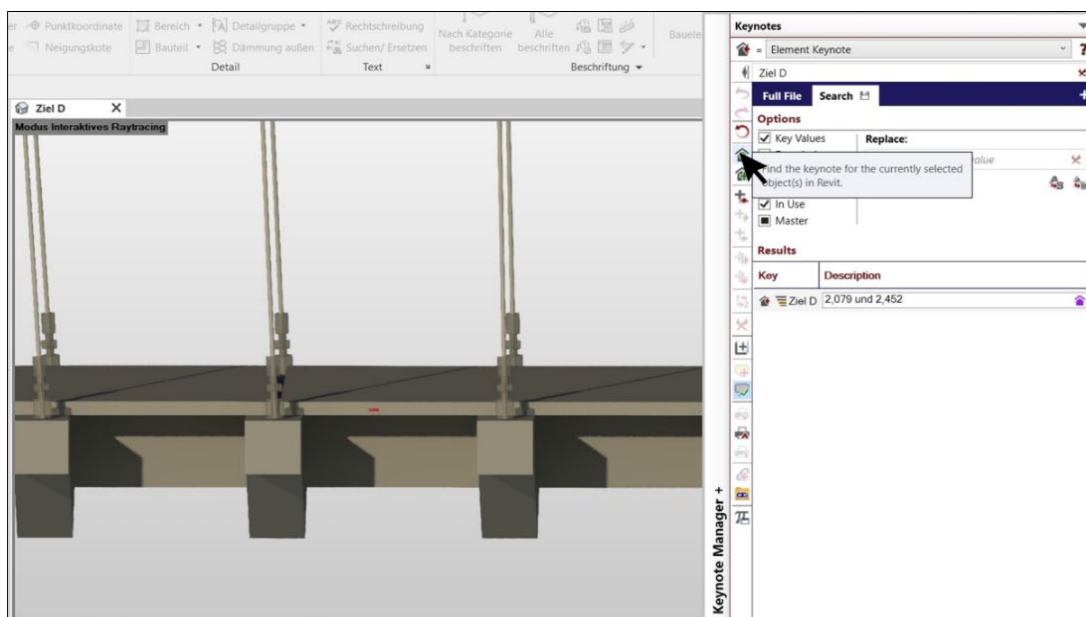 Punktkoordinate
Bereich
Detailgruppe
Rechtschreibung
Neigungskote
Bauteil
Dämmung außen
Suchen/ Ersetzen
Nach Kategorie
beschriften
Alle
beschriften
Detail
Text
Beschriftung
Ziel D
Modus Interaktives Raytracing
Keynotes
= Element Keynote
?
Ziel D
Full File
Search
+
Options
Key Values
Replace:
Find the keynote for the currently selected
object(s) in Revit.
In Use
Master
Results
Key
Description
Ziel D
2,079 und 2,452
Keynote Manager +